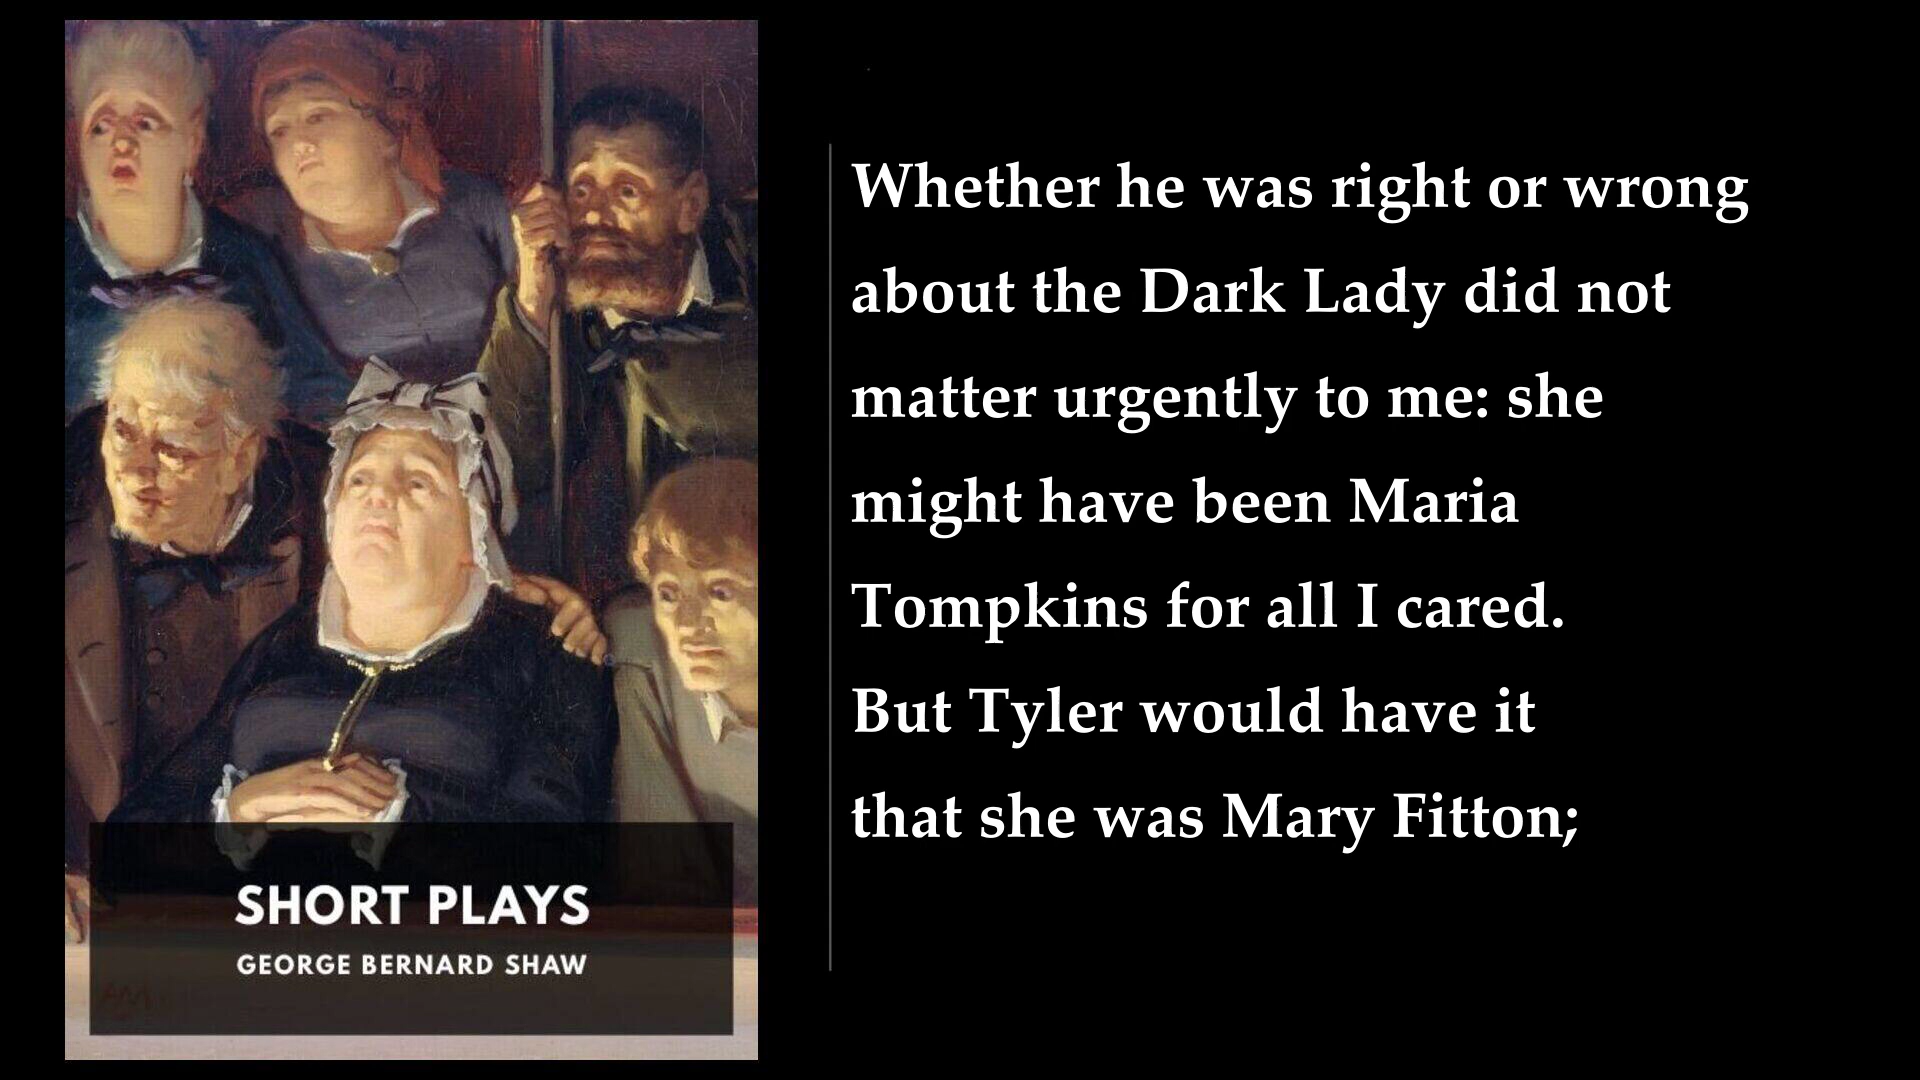 Whether he was right or wrong
about the Dark Lady did not
matter urgently to me: she
might have been Maria
Tompkins for all I cared.
But Tyler would have it
that she was Mary Fitton;
SHORT PLAYS
GEORGE BERNARD SHAW